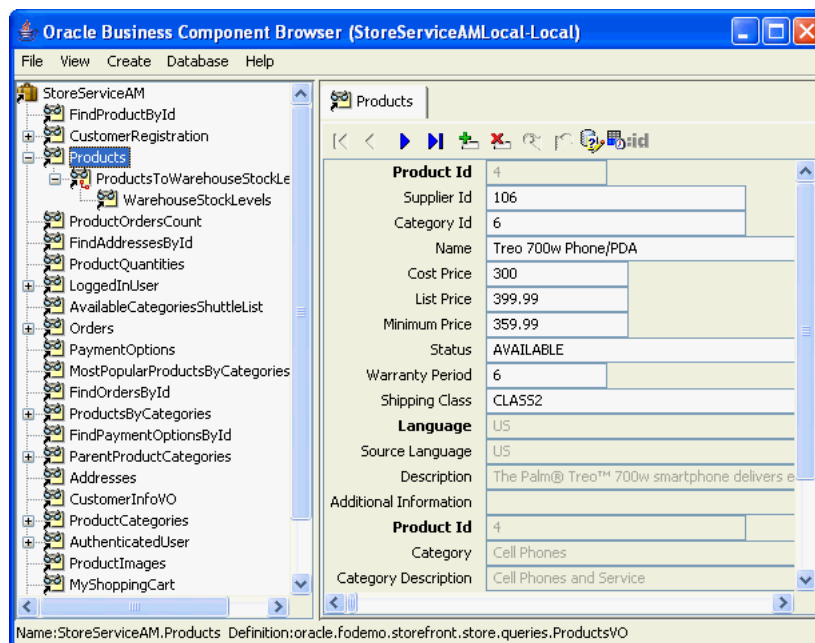 Oracle Business Component Browser (StoreServiceAMLocal-Local)
File View Create Database Help
StoreServiceAM
FindProductById
CustomerRegistration
Products
ProductsToWarehouseStockLe
WarehouseStockLevels
ProductOrdersCount
FindAddressesById
ProductQuantities
LoggedInUser
AvailableCategoriesShuttleList
Orders
PaymentOptions
MostPopularProductsByCategories
FindOrdersById
ProductsByCategories
FindPaymentOptionsById
ParentProductCategories
Addresses
CustomerInfoVO
ProductCategories
AuthenticatedUser
ProductImages
MyShoppingCart
Products
:id
Product Id 4
Supplier Id 106
Category Id 6
Name Treo 700w Phone/PDA
Cost Price 300
List Price 399.99
Minimum Price 359.99
Status AVAILABLE
Warranty Period 6
Shipping Class CLASS2
Language US
Source Language US
Description The Palm® Treo™ 700w smartphone delivers e
Additional Information
Product Id 4
Category Cell Phones
Category Description Cell Phones and Service
Name:StoreServiceAM.Products Definition:oracle.fodemo.storefront.store.queries.ProductsVO